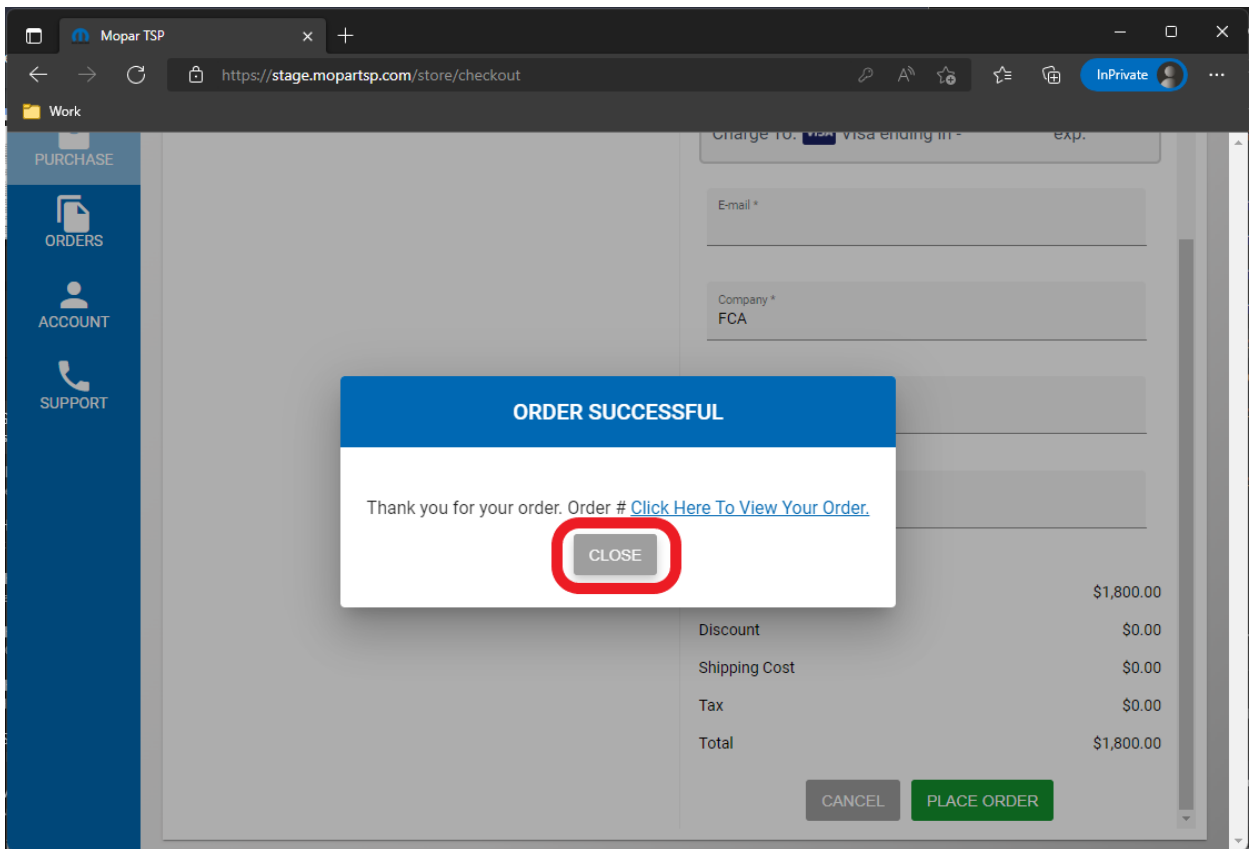 Mopar TSP
https://stage.mopartsp.com/store/checkout
InPrivate
Work
PURCHASE
ORDERS
ACCOUNT
SUPPORT
Charge To: VISA Visa ending in - exp.
E-mail *
Company *
FCA
ORDER SUCCESSFUL
Thank you for your order. Order # Click Here To View Your Order.
CLOSE
$1,800.00
Discount $0.00
Shipping Cost $0.00
Tax $0.00
Total $1,800.00
CANCEL PLACE ORDER